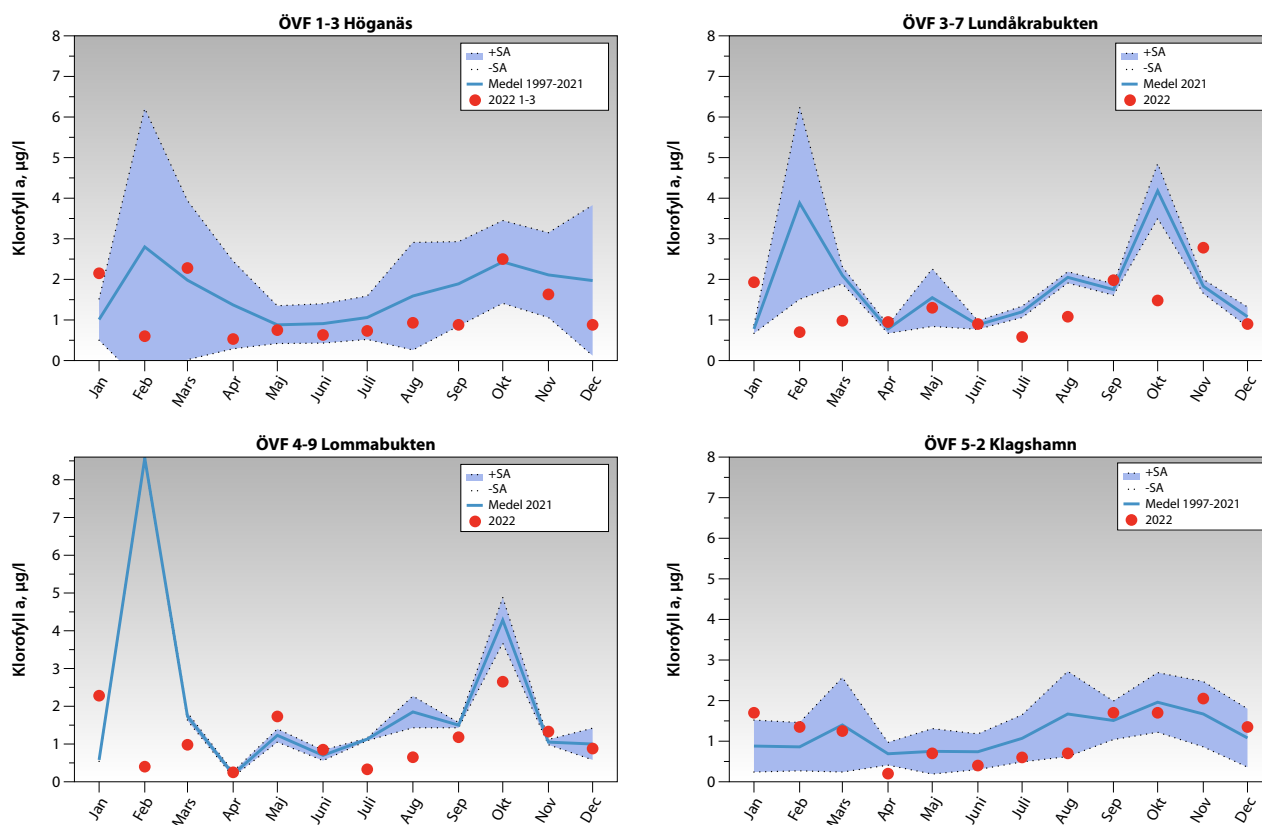 ÖVF 1-3 Höganäs
Klorofyll a, µg/l
8
7
6
5
4
3
2
1
0
+SA
-SA
Medel 1997-2021
2022 1-3
Jan
Feb
Mars
Apr
Maj
Juni
Juli
Aug
Sep
Okt
Nov
Dec
ÖVF 3-7 Lundåkrabukten
Klorofyll a, µg/l
8
7
6
5
4
3
2
1
0
+SA
-SA
Medel 2021
2022
Jan
Feb
Mars
Apr
Maj
Juni
Juli
Aug
Sep
Okt
Nov
Dec
ÖVF 4-9 Lommabukten
Klorofyll a, µg/l
8
7
6
5
4
3
2
1
0
+SA
-SA
Medel 2021
2022
Jan
Feb
Mars
Apr
Maj
Juni
Juli
Aug
Sep
Okt
Nov
Dec
ÖVF 5-2 Klagshamn
Klorofyll a, µg/l
8
7
6
5
4
3
2
1
0
+SA
-SA
Medel 1997-2021
2022
Jan
Feb
Mars
Apr
Maj
Juni
Juli
Aug
Sep
Okt
Nov
Dec